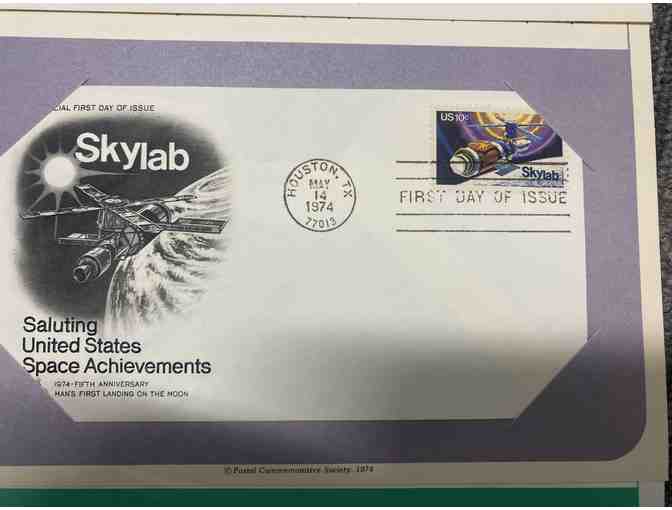 CIAL FIRST DAY OF ISSUE
Skylab
Saluting
United States
Space Achievements
1974-FIFTH ANNIVERSARY
MAN'S FIRST LANDING ON THE MOON
HOUSTON, TX
MAY
14
1974
77013
US 10c
Skylab
FIRST DAY OF ISSUE
© Postal Commemorative Society, 1974